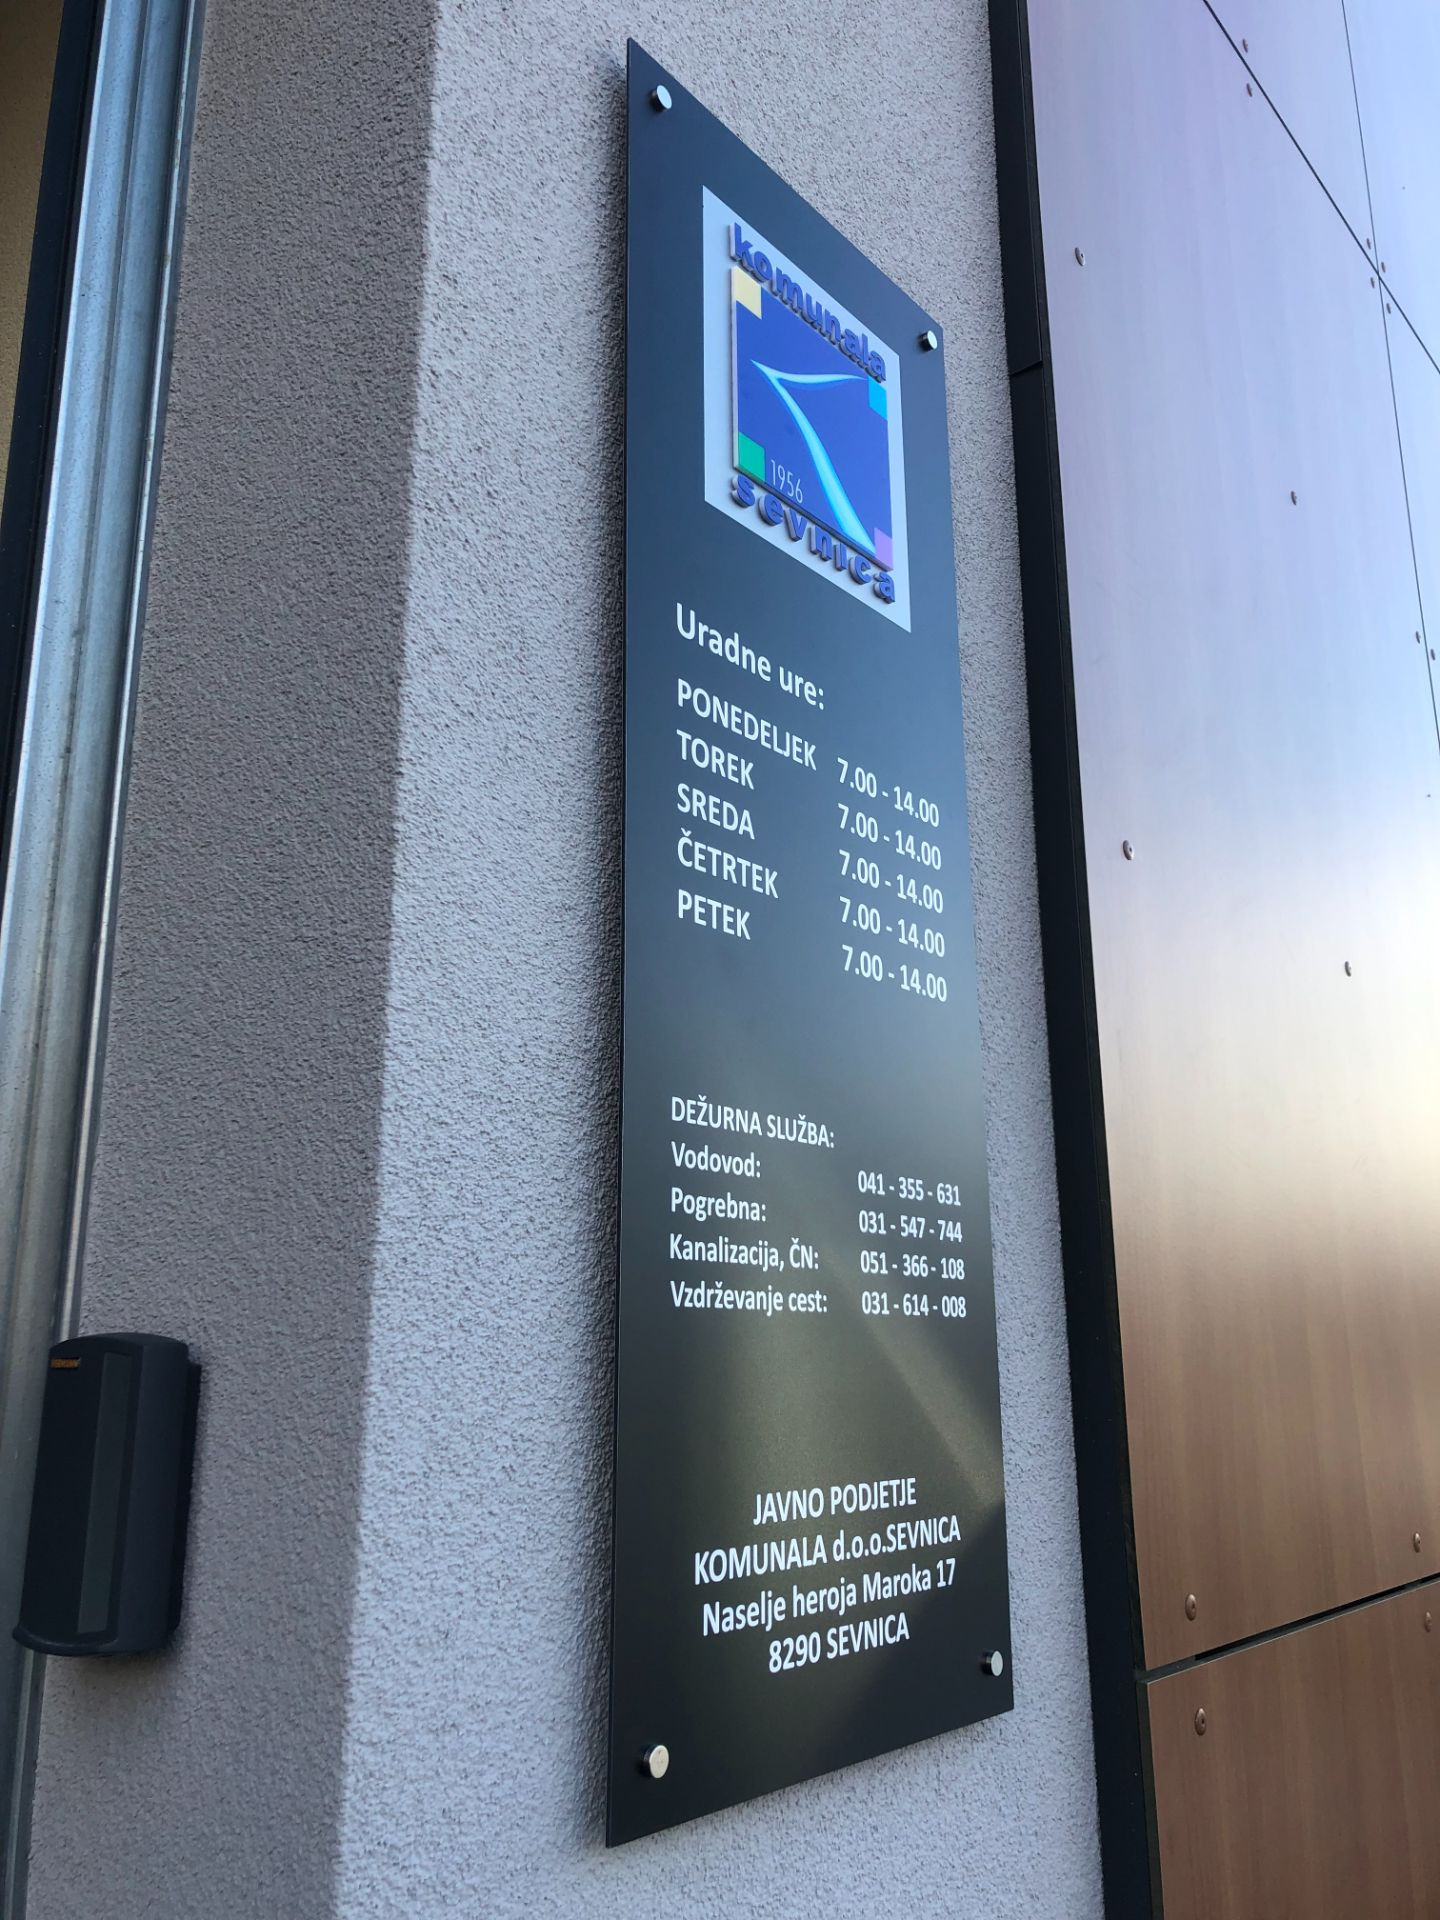 komunala
1956
sevnica
Uradne ure:
PONEDELJEK 7.00 - 14.00
TOREK 7.00 - 14.00
SREDA 7.00 - 14.00
ČETRTEK 7.00 - 14.00
PETEK 7.00 - 14.00
DEŽURNA SLUŽBA:
Vodovod: 041 - 355 - 631
Pogrebna: 031 - 547 - 744
Kanalizacija, ČN: 051 - 366 - 108
Vzdrževanje cest: 031 - 614 - 008
JAVNO PODJETJE
KOMUNALA d.o.o.SEVNICA
Naselje heroja Maroka 17
8290 SEVNICA